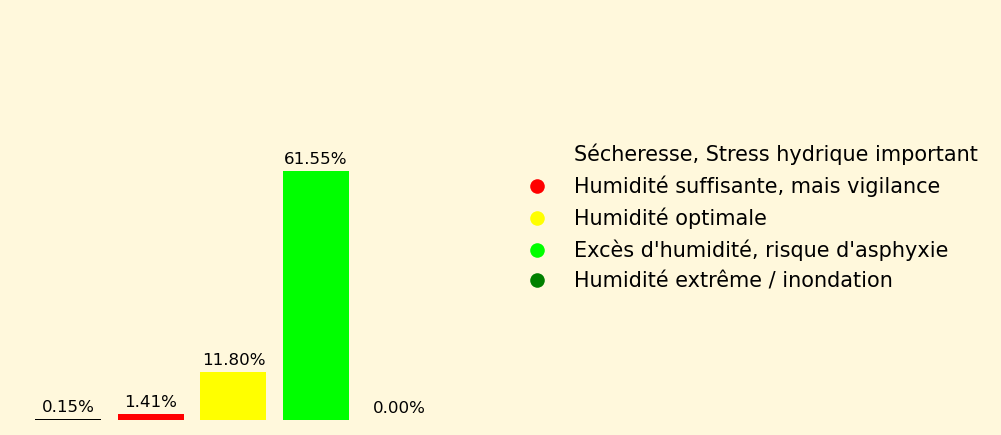 61.55%
11.80%
1.41%
0.15%
0.00%
Sécheresse, Stress hydrique important
Humidité suffisante, mais vigilance
Humidité optimale
Excès d'humidité, risque d'asphyxie
Humidité extrême / inondation